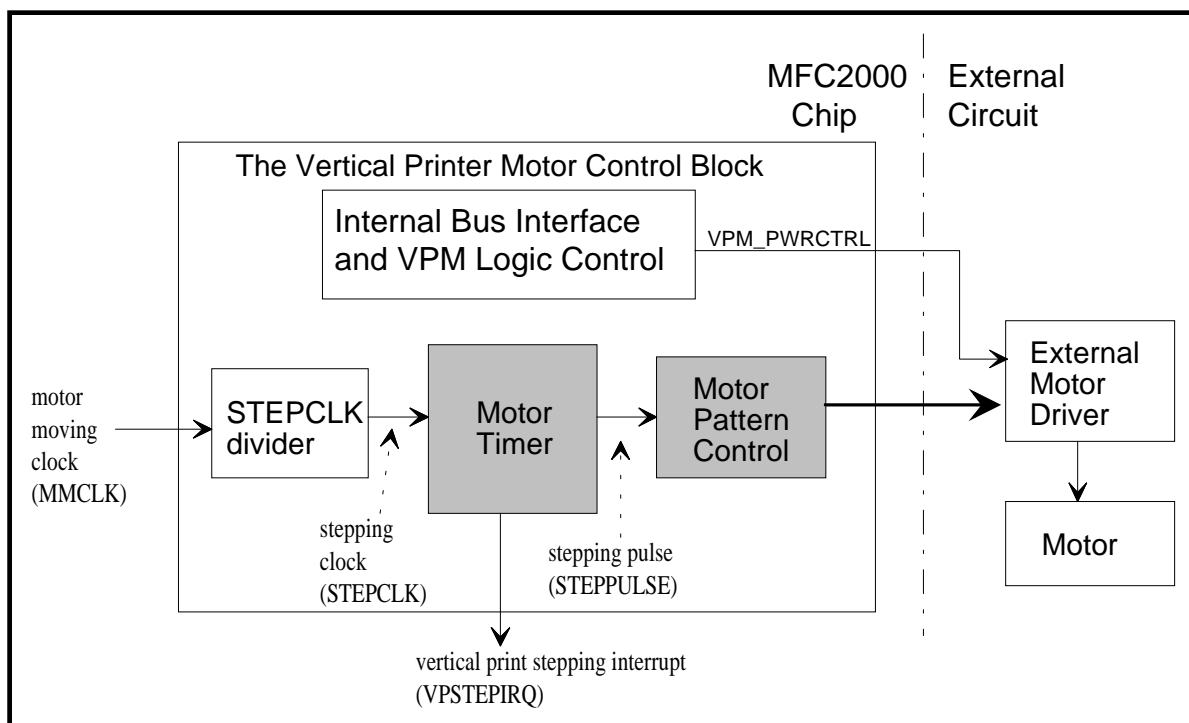 MFC2000
Chip
External
Circuit
The Vertical Printer Motor Control Block
Internal Bus Interface
and VPM Logic Control
VPM_PWRCTRL
motor
moving
clock
(MMCLK)
STEPCLK
divider
Motor
Timer
Motor
Pattern
Control
External
Motor
Driver
Motor
stepping
clock
(STEPCLK)
stepping pulse
(STEPPULSE)
vertical print stepping interrupt
(VPSTEPIRQ)